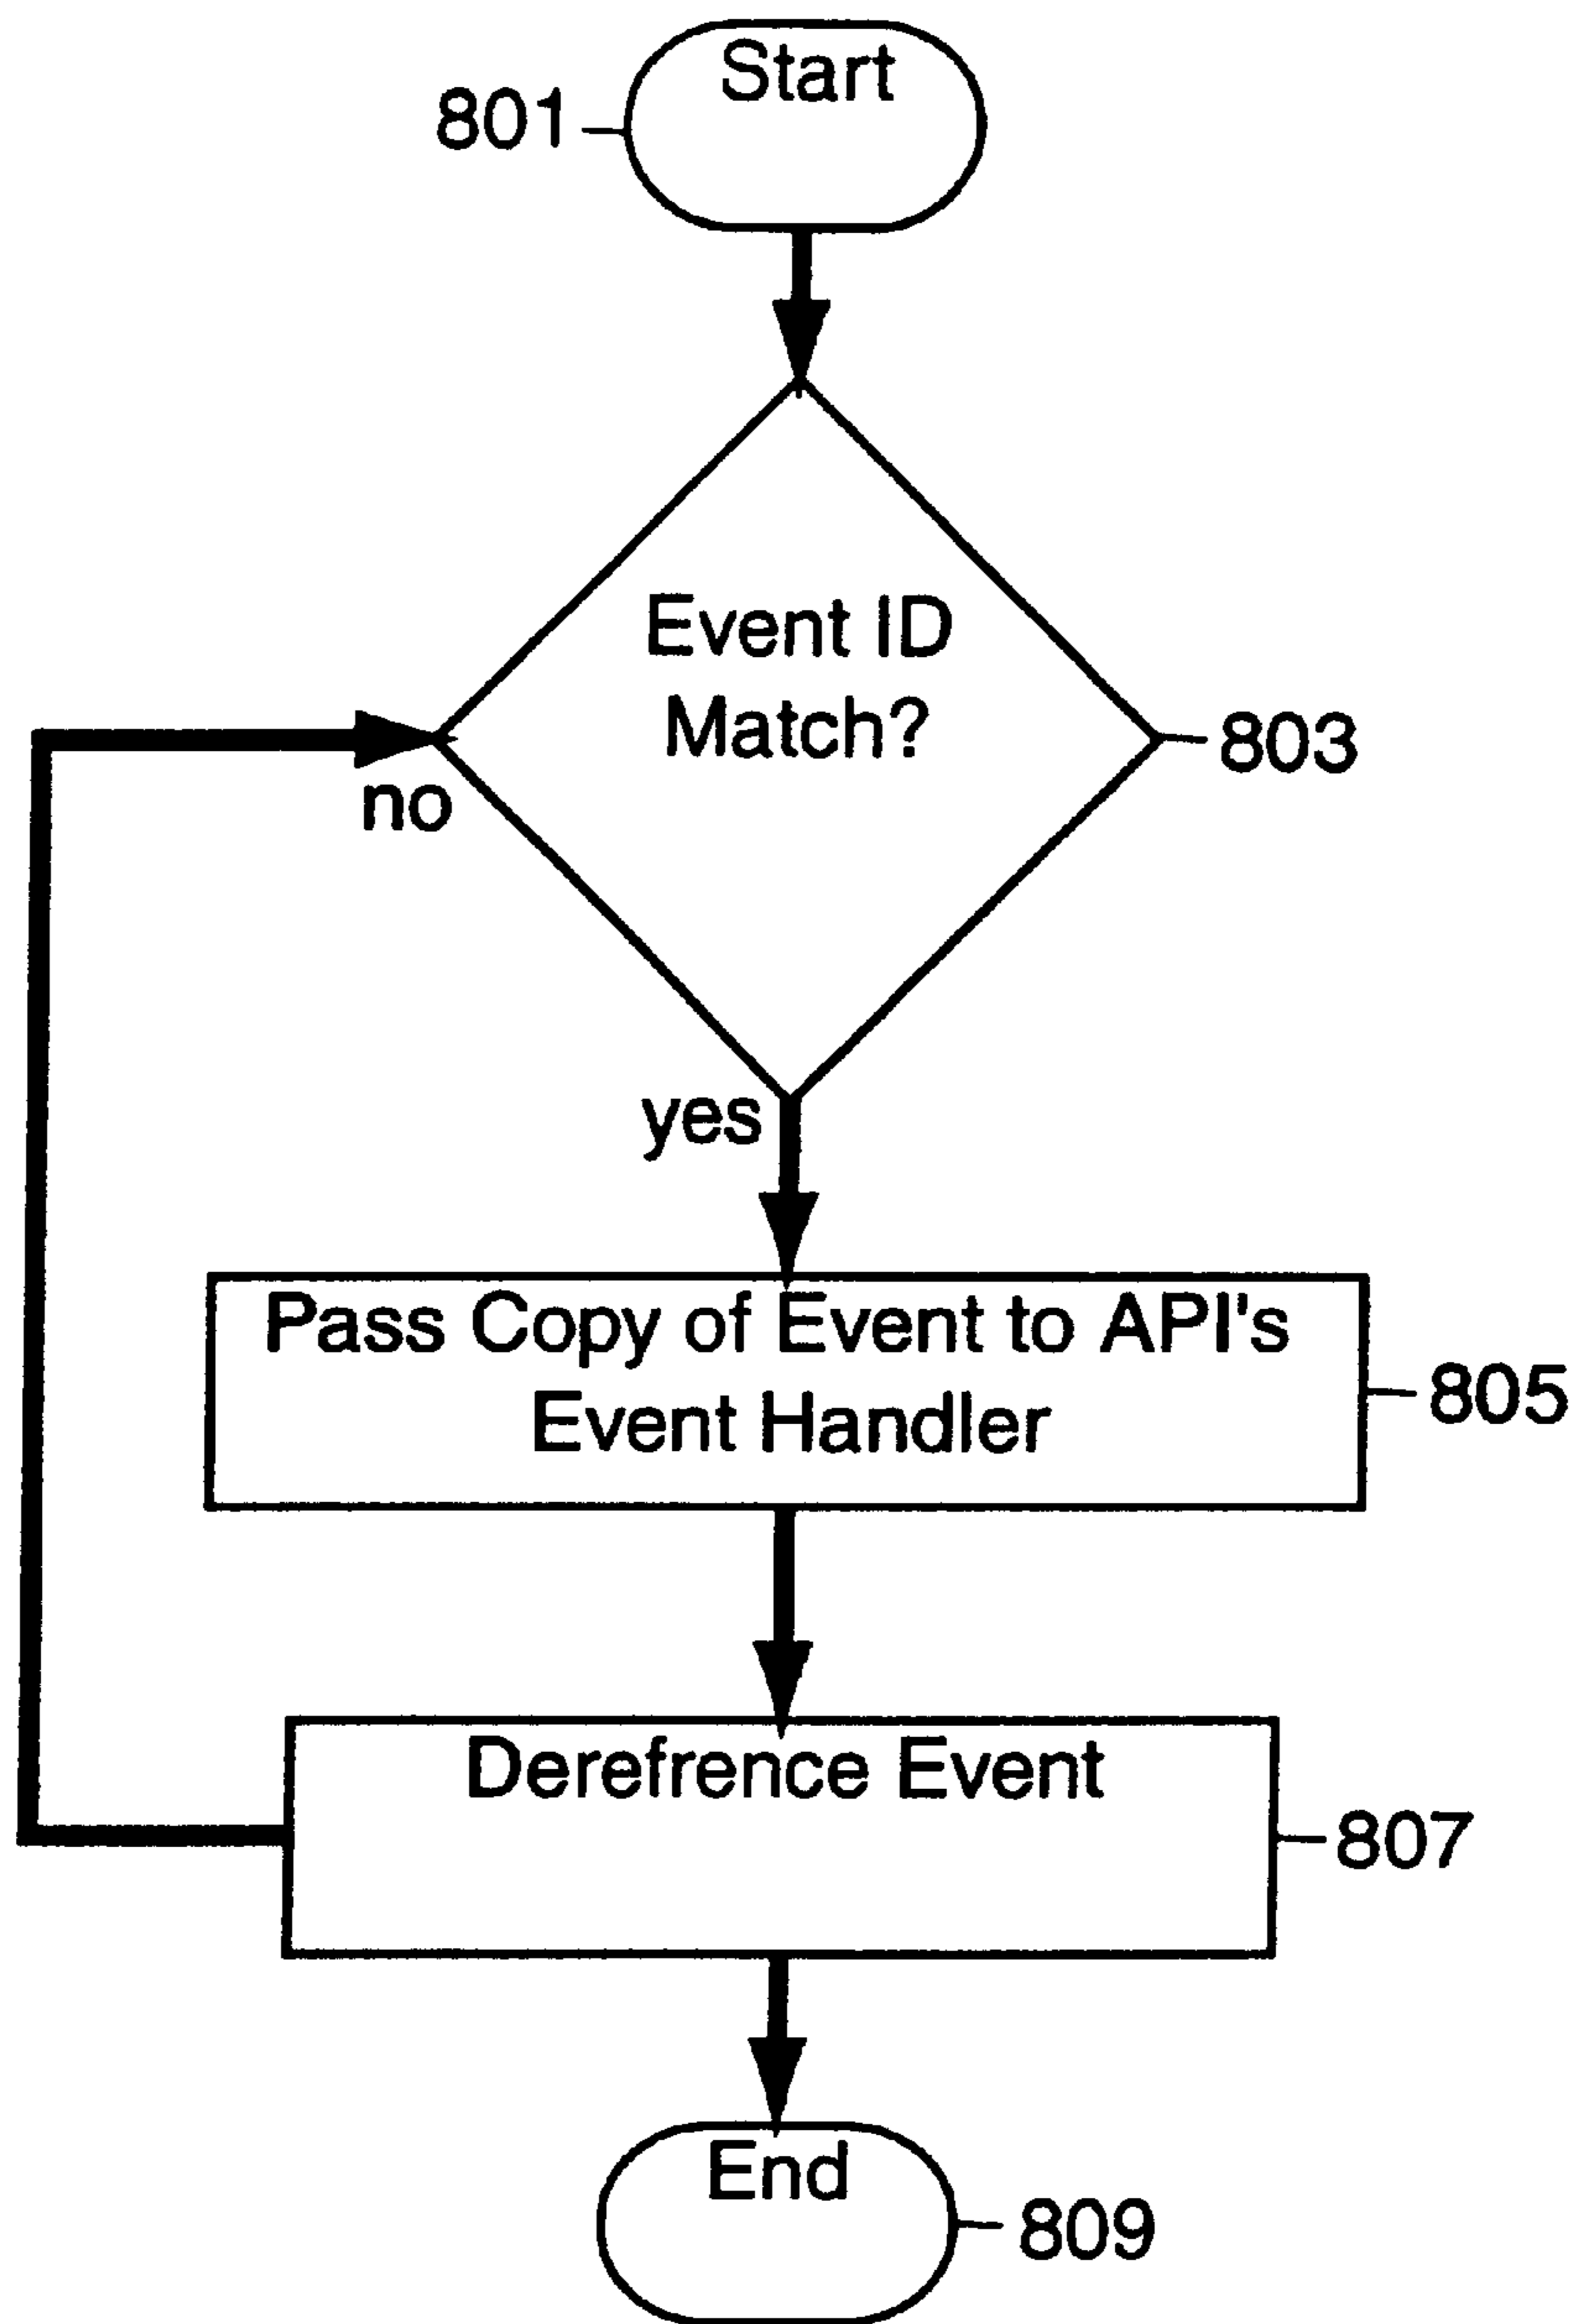 Start
801
Event ID
Match?
803
no
yes
Pass Copy of Event to API's
Event Handler
805
Derefrence Event
807
End
809